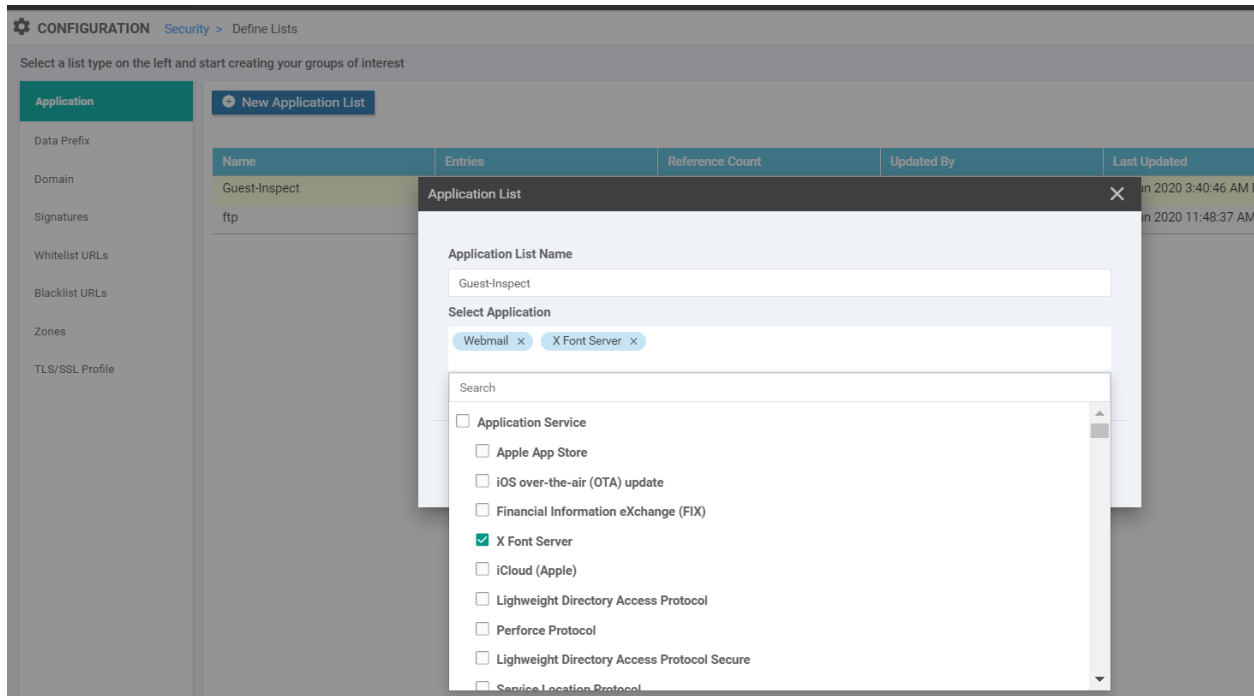 CONFIGURATION Security > Define Lists
Select a list type on the left and start creating your groups of interest
Application
Data Prefix
Domain
Signatures
Whitelist URLs
Blacklist URLs
Zones
TLS/SSL Profile
New Application List
Name Entries Reference Count Updated By Last Updated
Guest-Inspect 2020 3:40:46 AM
ftp 2020 11:48:37 AM
Application List
Application List Name
Guest-Inspect
Select Application
Webmail × X Font Server ×
Search
Application Service
Apple App Store
iOS over-the-air (OTA) update
Financial Information eXchange (FIX)
X Font Server
iCloud (Apple)
Lighweight Directory Access Protocol
Perforce Protocol
Lighweight Directory Access Protocol Secure
Service Location Protocol